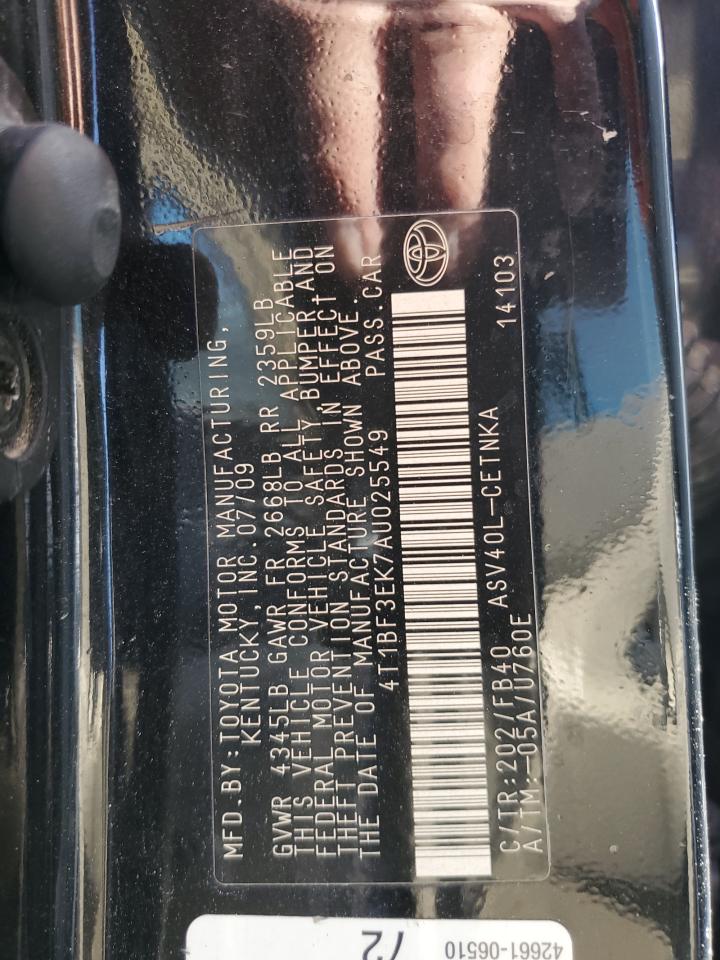 MFD.BY:TOYOTA MOTOR MANUFACTURING,
KENTUCKY,INC. 07/09
GVWR 4345LB GAWR FR 2668LB RR 2359LB
THIS VEHICLE CONFORMS TO ALL APPLICABLE
FEDERAL MOTOR VEHICLE SAFETY, BUMPER AND
THEFT PREVENTION STANDARDS IN EFFECT ON
THE DATE OF MANUFACTURE SHOWN ABOVE.
4T1BF3EK7AU025549 PASS.CAR
C/TR:202/FB40 ASV40L-CETNKA 14103
A/TM:-05A/U760E
42661-06510